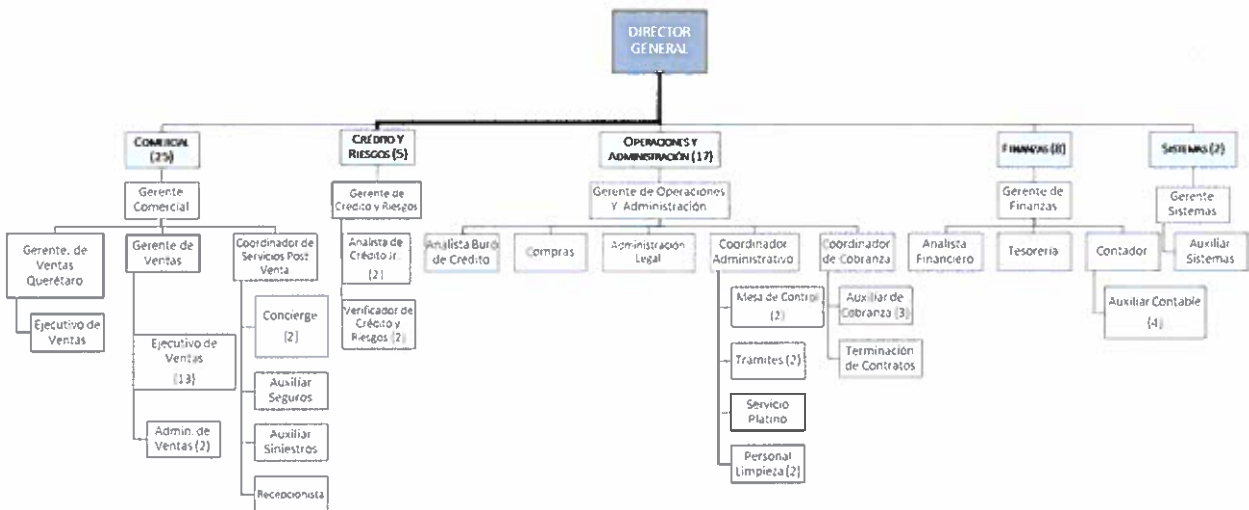 DIRECTOR
GENERAL
COMERCIAL
(25)
CRÉDITO Y
RIESGOS (5)
OPERACIONES Y
ADMINISTRACIÓN (17)
FINANZAS (8)
SISTEMAS (2)
Gerente
Comercial
Gerente de
Crédito y Riesgos
Gerente de Operaciones
Y Administración
Gerente de
Finanzas
Gerente
Sistemas
Gerente. de
Ventas
Querétaro
Gerente de
Ventas
Coordinador de
Servicios Post
Venta
Analista de
Crédito Jr.
(2)
Analista Buró
de Crédito
Compras
Administración
Legal
Coordinador
Administrativo
Coordinador
de Cobranza
Analista
Financiero
Tesorería
Contador
Auxiliar
Sistemas
Ejecutivo de
Ventas
Ejecutivo de
Ventas
(13)
Admin. de
Ventas (2)
Concierge
(2)
Auxiliar
Seguros
Auxiliar
Siniestros
Recepcionista
Verificador de
Crédito y
Riesgos (2)
Mesa de Control
(2)
Trámites (2)
Servicio
Platino
Personal
Limpieza (2)
Auxiliar de
Cobranza (3)
Terminación
de Contratos
Auxiliar Contable
(4)